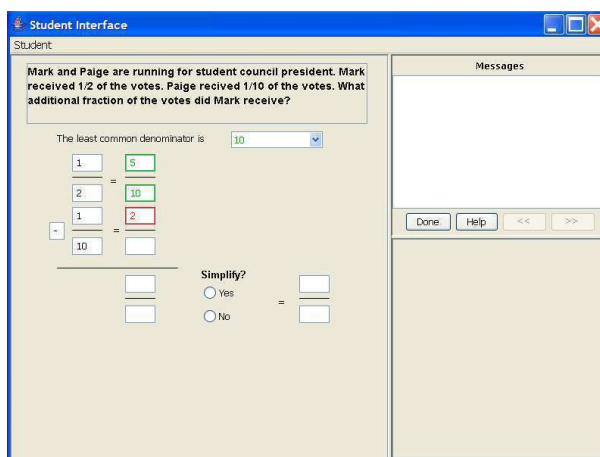 Student Interface
Student
Mark and Paige are running for student council president. Mark
received 1/2 of the votes. Paige recived 1/10 of the votes. What
additional fraction of the votes did Mark receive?
The least common denominator is 10
1 5
=
2 10
1 2
- =
10
Simplify?
Yes
=
No
Messages
Done Help << >>